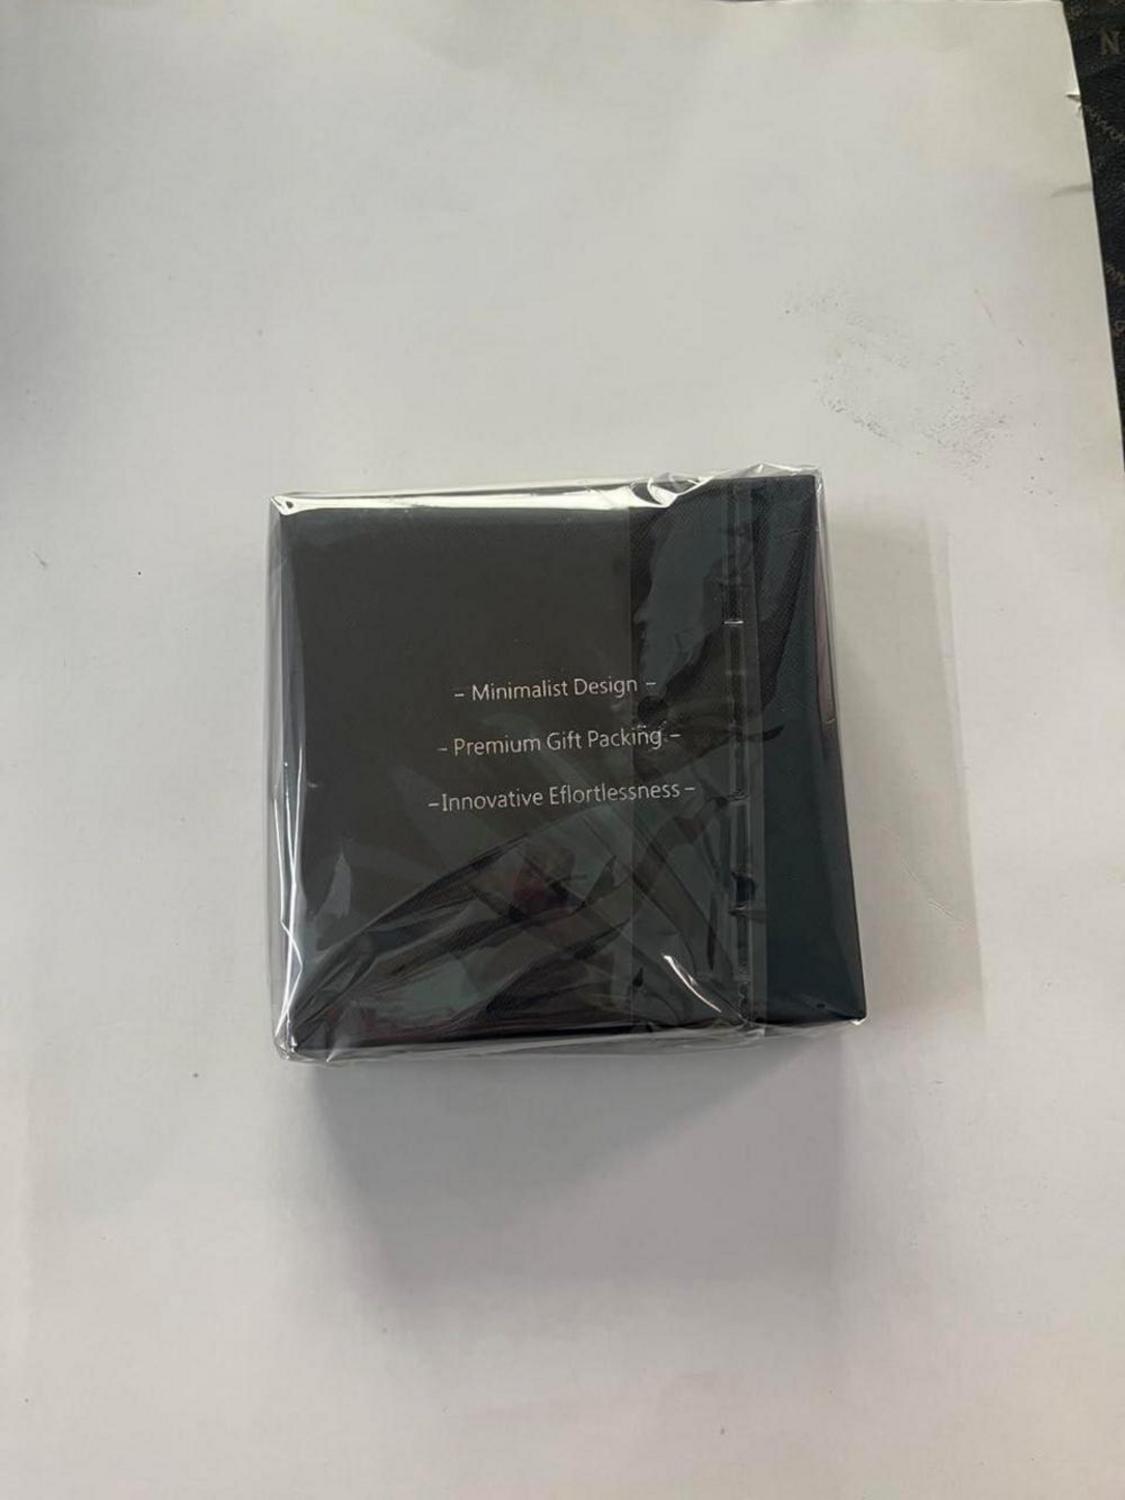 - Minimalist Design -
- Premium Gift Packing -
- Innovative Eflortlessness -
N